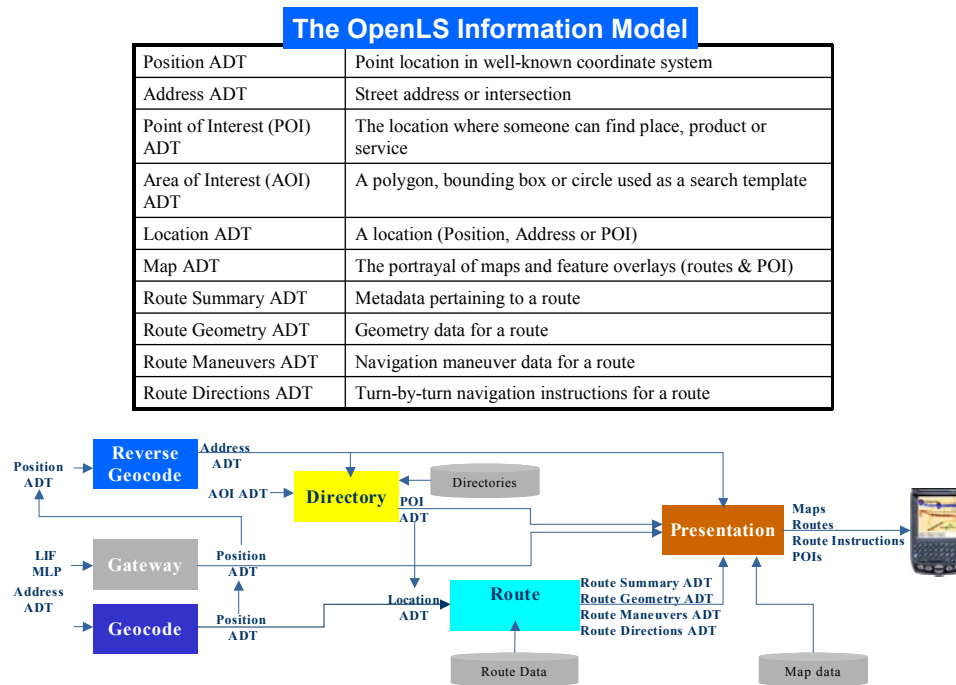 The OpenLS Information Model
Position ADT
Point location in well-known coordinate system
Address ADT
Street address or intersection
Point of Interest (POI)
ADT
The location where someone can find place, product or
service
Area of Interest (AOI)
ADT
A polygon, bounding box or circle used as a search template
Location ADT
A location (Position, Address or POI)
Map ADT
The portrayal of maps and feature overlays (routes & POI)
Route Summary ADT
Metadata pertaining to a route
Route Geometry ADT
Geometry data for a route
Route Maneuvers ADT
Navigation maneuver data for a route
Route Directions ADT
Turn-by-turn navigation instructions for a route
Position
ADT
Reverse
Geocode
Address
ADT
AOI ADT
Directory
Directories
POI
ADT
Presentation
Maps
Routes
Route Instructions
POIs
LIF
MLP
Gateway
Position
ADT
Address
ADT
Geocode
Position
ADT
Location
ADT
Route
Route Summary ADT
Route Geometry ADT
Route Maneuvers ADT
Route Directions ADT
Route Data
Map data